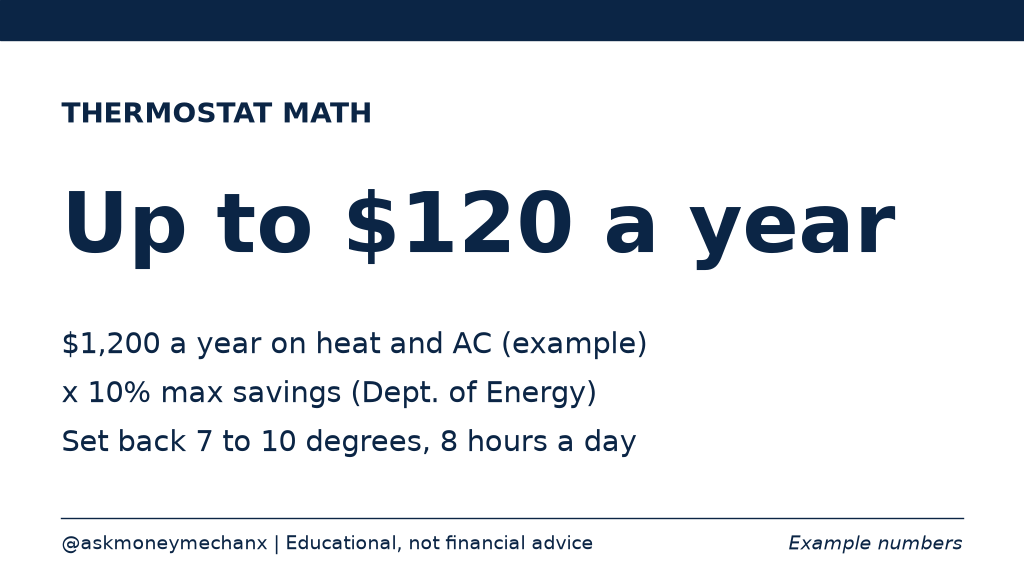 THERMOSTAT MATH
Up to $120 a year
$1,200 a year on heat and AC (example)
x 10% max savings (Dept. of Energy)
Set back 7 to 10 degrees, 8 hours a day
@askmoneymechanx | Educational, not financial advice
Example numbers